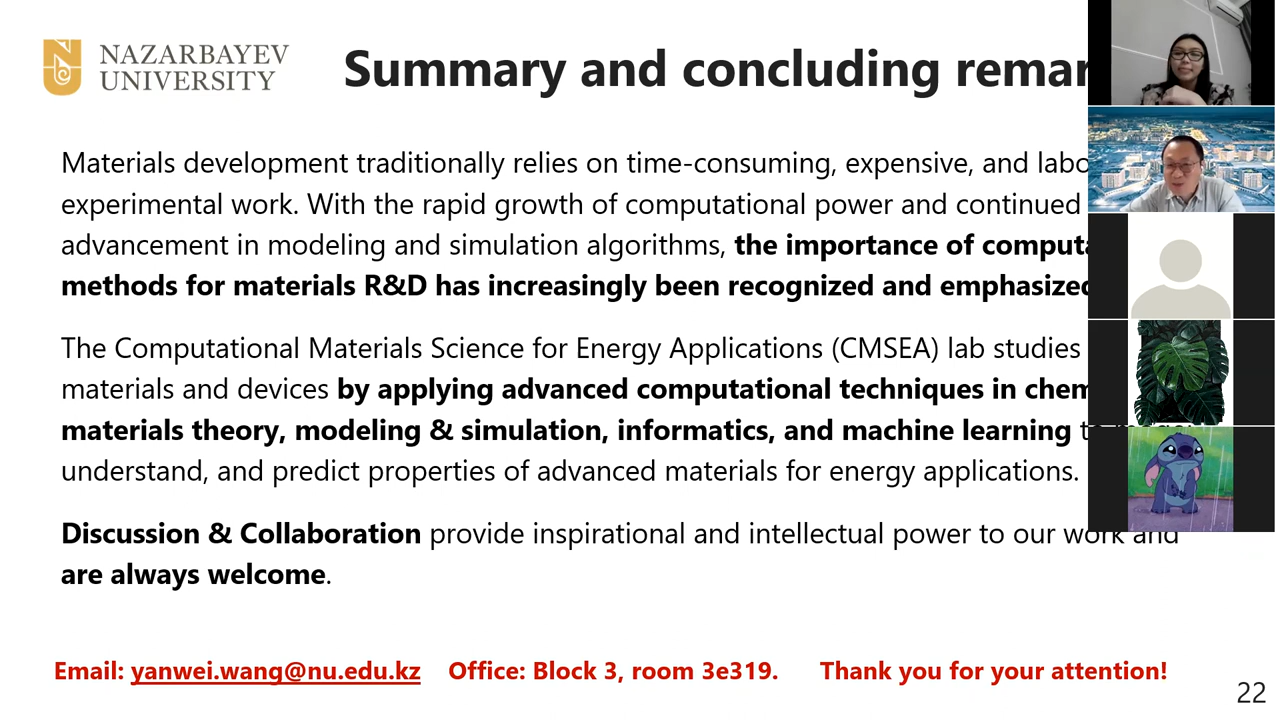 NAZARBAYEV
UNIVERSITY
Summary and concluding
Materials development traditionally relies on time-consuming, expensive, and
experimental work. With the rapid growth of computational power and continued
advancement in modeling and simulation algorithms, the importance of
methods for materials R&D has increasingly been recognized and emphasized
The Computational Materials Science for Energy Applications (CMSEA) lab studies
materials and devices by applying advanced computational techniques in
materials theory, modeling & simulation, informatics, and machine learning
understand, and predict properties of advanced materials for energy applications.
Discussion & Collaboration provide inspirational and intellectual power to our work and
are always welcome.
Email: yanwei.wang@nu.edu.kz Office: Block 3, room 3e319. Thank you for your attention!
22